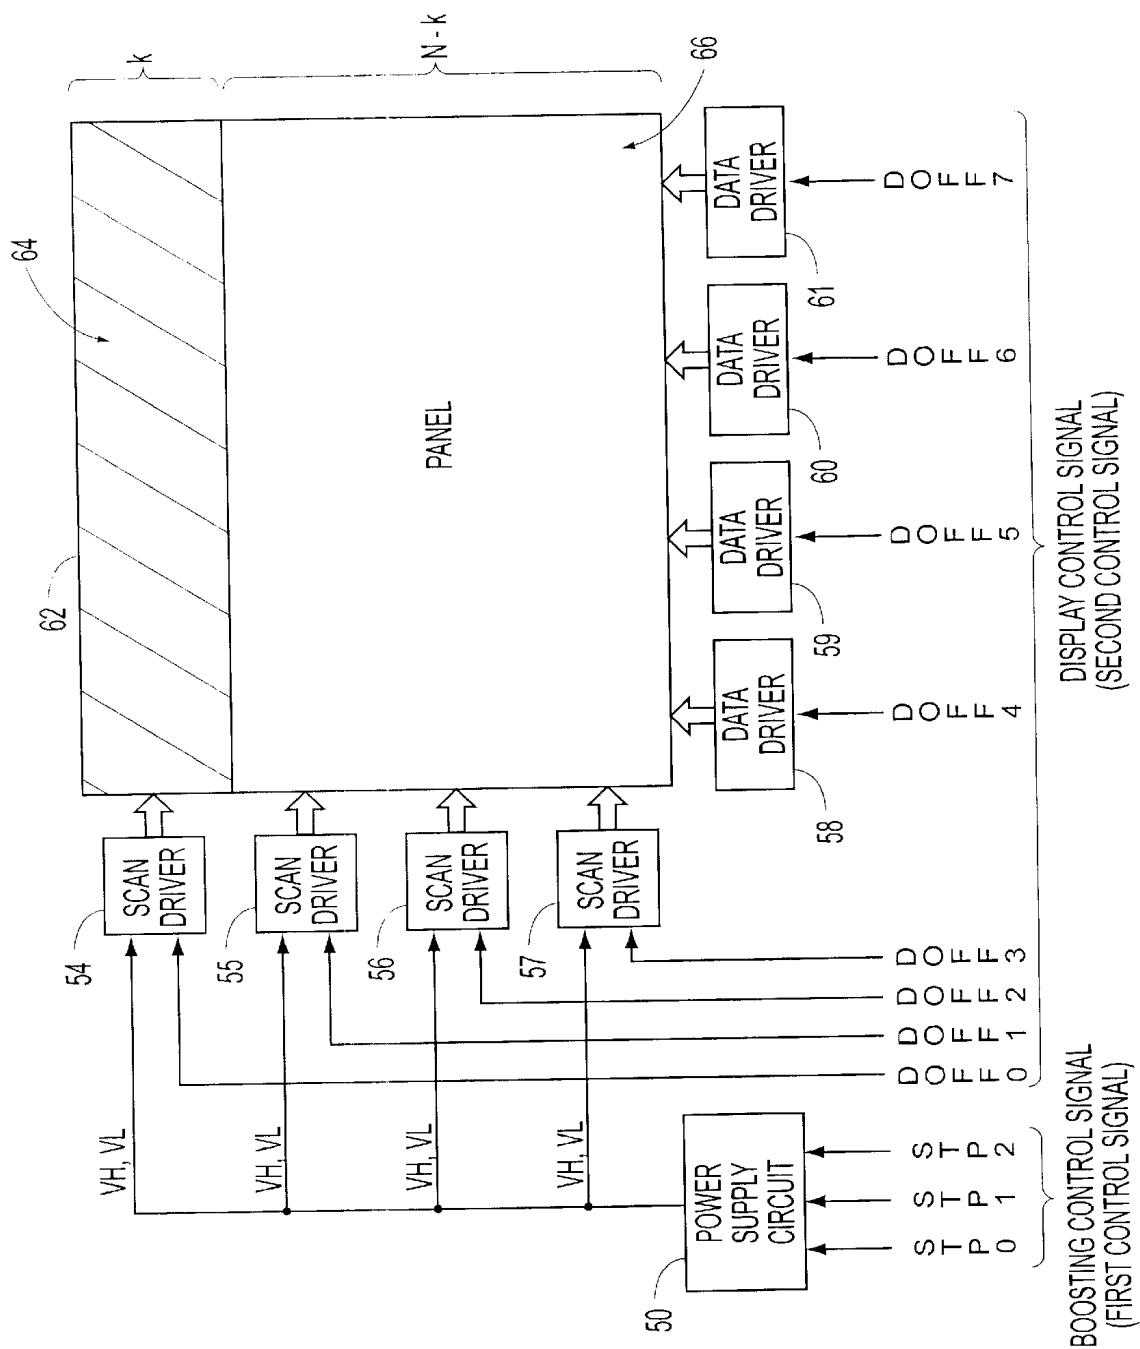 k
N - k
64
66
62
PANEL
SCAN
DRIVER
54
SCAN
DRIVER
55
SCAN
DRIVER
56
SCAN
DRIVER
57
DATA
DRIVER
58
DATA
DRIVER
59
DATA
DRIVER
60
DATA
DRIVER
61
VH, VL
VH, VL
VH, VL
VH, VL
POWER
SUPPLY
CIRCUIT
50
STP0
STP1
STP2
DOFF0
DOFF1
DOFF2
DOFF3
DOFF4
DOFF5
DOFF6
DOFF7
BOOSTING CONTROL SIGNAL
(FIRST CONTROL SIGNAL)
DISPLAY CONTROL SIGNAL
(SECOND CONTROL SIGNAL)